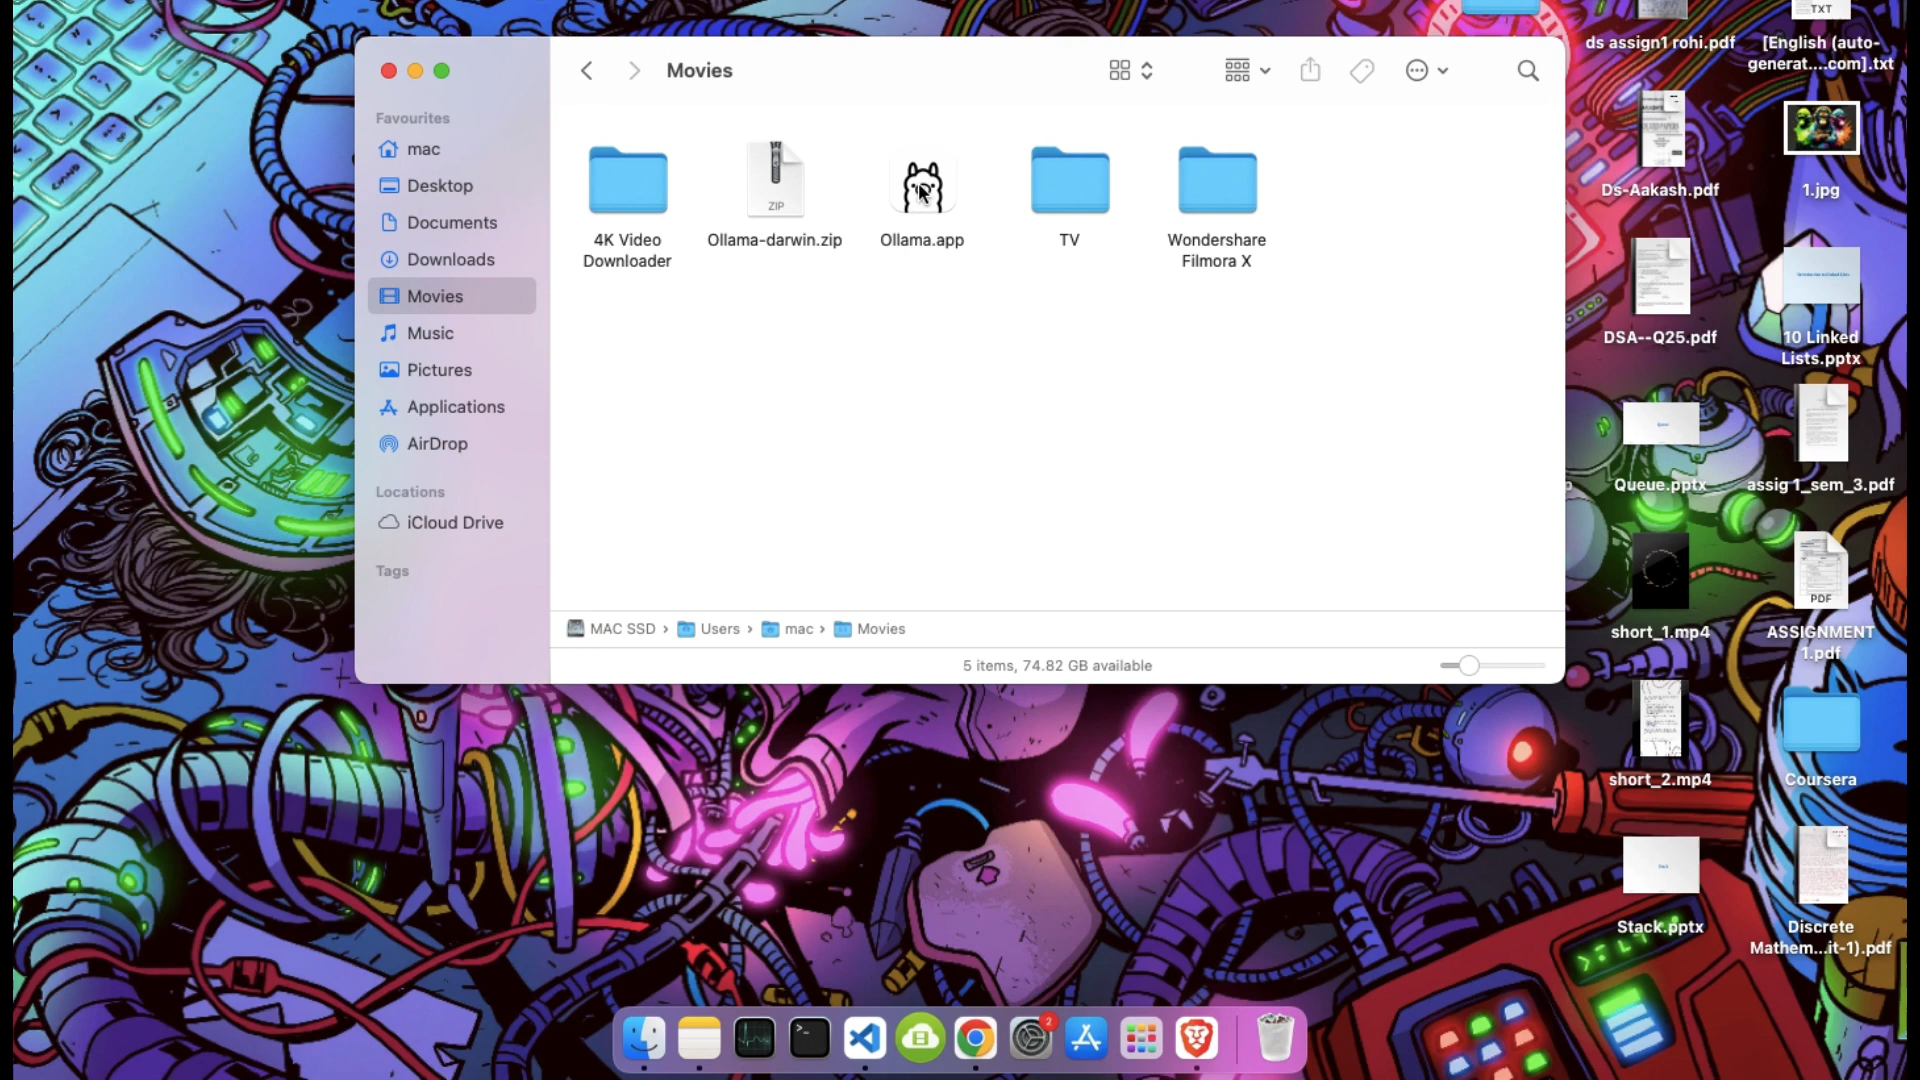 Movies
Favourites
mac
Desktop
Documents
Downloads
Movies
Music
Pictures
Applications
AirDrop
Locations
iCloud Drive
Tags
ZIP
4K Video
Downloader
Ollama-darwin.zip
Ollama.app
TV
Wondershare
Filmora X
MAC SSD
Users
mac
Movies
5 items, 74.82 GB available
TXT
ds assign1 rohi.pdf
[English (auto-
generat....com].txt
Ds-Aakash.pdf
1.jpg
DSA--Q25.pdf
10 Linked
Lists.pptx
Queue.pptx
assig 1_sem_3.pdf
PDF
short_1.mp4
ASSIGNMENT
1.pdf
short_2.mp4
Coursera
Stack.pptx
Discrete
Mathem...it-1).pdf
2